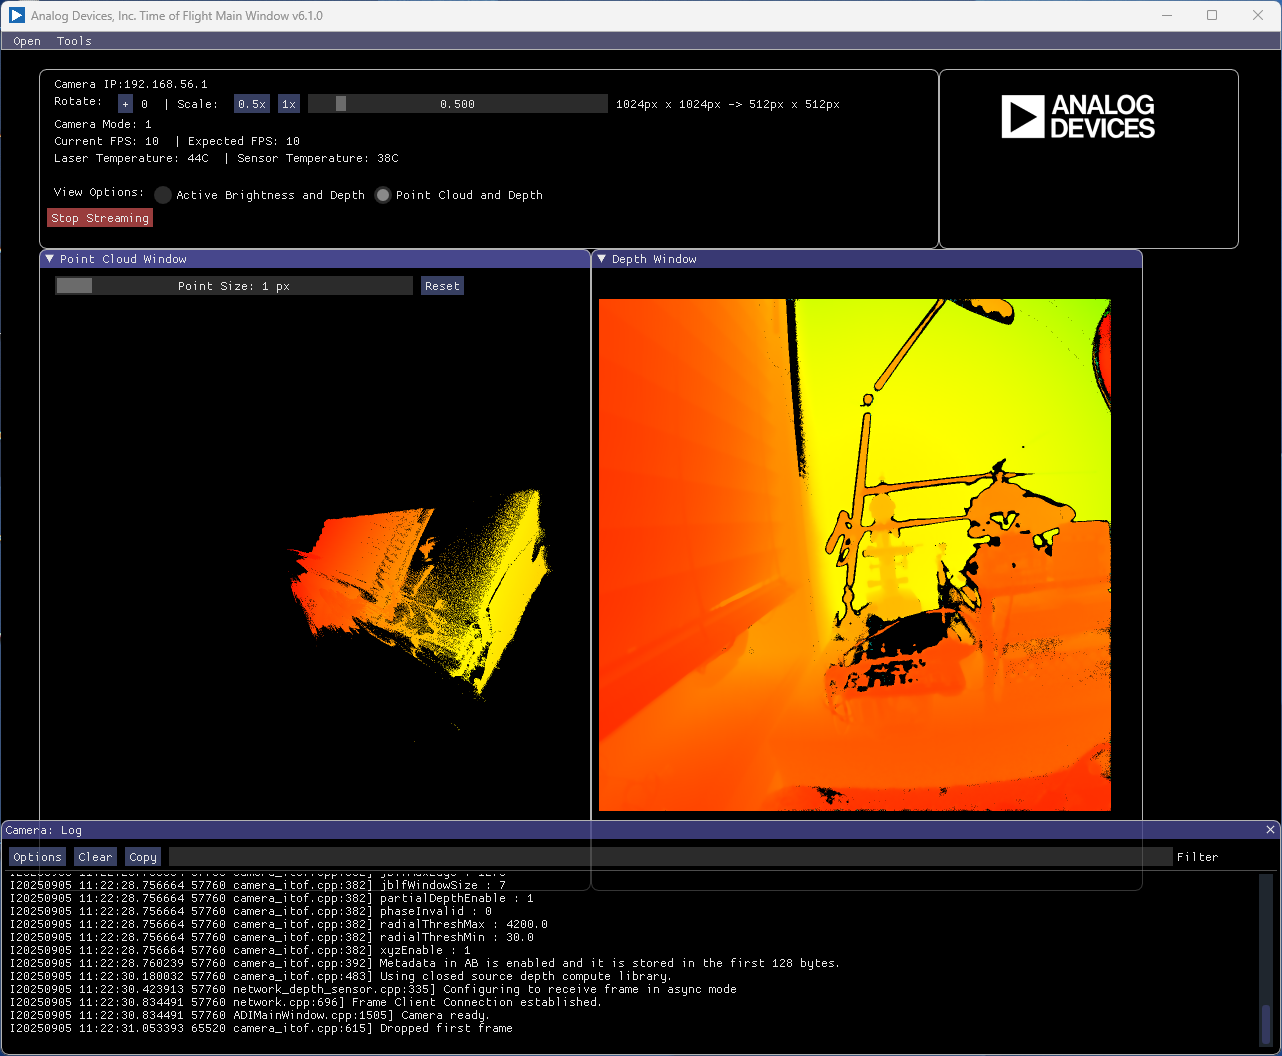 Analog Devices, Inc. Time of Flight Main Window v6.1.0
Open Tools
Camera IP:192.168.56.1
Rotate: + 0 | Scale: 0.5x 1x 0.500 1024px x 1024px -> 512px x 512px
Camera Mode: 1
Current FPS: 10 | Expected FPS: 10
Laser Temperature: 44C | Sensor Temperature: 38C
View Options: Active Brightness and Depth Point Cloud and Depth
Stop Streaming
ANALOG
DEVICES
Point Cloud Window
Point Size: 1 px Reset
Depth Window
Camera: Log
Options Clear Copy Filter
I20250905 11:22:28.756664 57760 camera_itof.cpp:382] jblfWindowSize : 7
I20250905 11:22:28.756664 57760 camera_itof.cpp:382] partialDepthEnable : 1
I20250905 11:22:28.756664 57760 camera_itof.cpp:382] phaseInvalid : 0
I20250905 11:22:28.756664 57760 camera_itof.cpp:382] radialThreshMax : 4200.0
I20250905 11:22:28.756664 57760 camera_itof.cpp:382] radialThreshMin : 30.0
I20250905 11:22:28.756664 57760 camera_itof.cpp:382] xyzEnable : 1
I20250905 11:22:28.760239 57760 camera_itof.cpp:392] Metadata in AB is enabled and it is stored in the first 128 bytes.
I20250905 11:22:30.180032 57760 camera_itof.cpp:483] Using closed source depth compute library.
I20250905 11:22:30.423913 57760 network_depth_sensor.cpp:335] Configuring to receive frame in async mode
I20250905 11:22:30.834491 57760 network.cpp:696] Frame Client Connection established.
I20250905 11:22:30.834491 57760 ADIMainWindow.cpp:1505] Camera ready.
I20250905 11:22:31.053393 65520 camera_itof.cpp:615] Dropped first frame